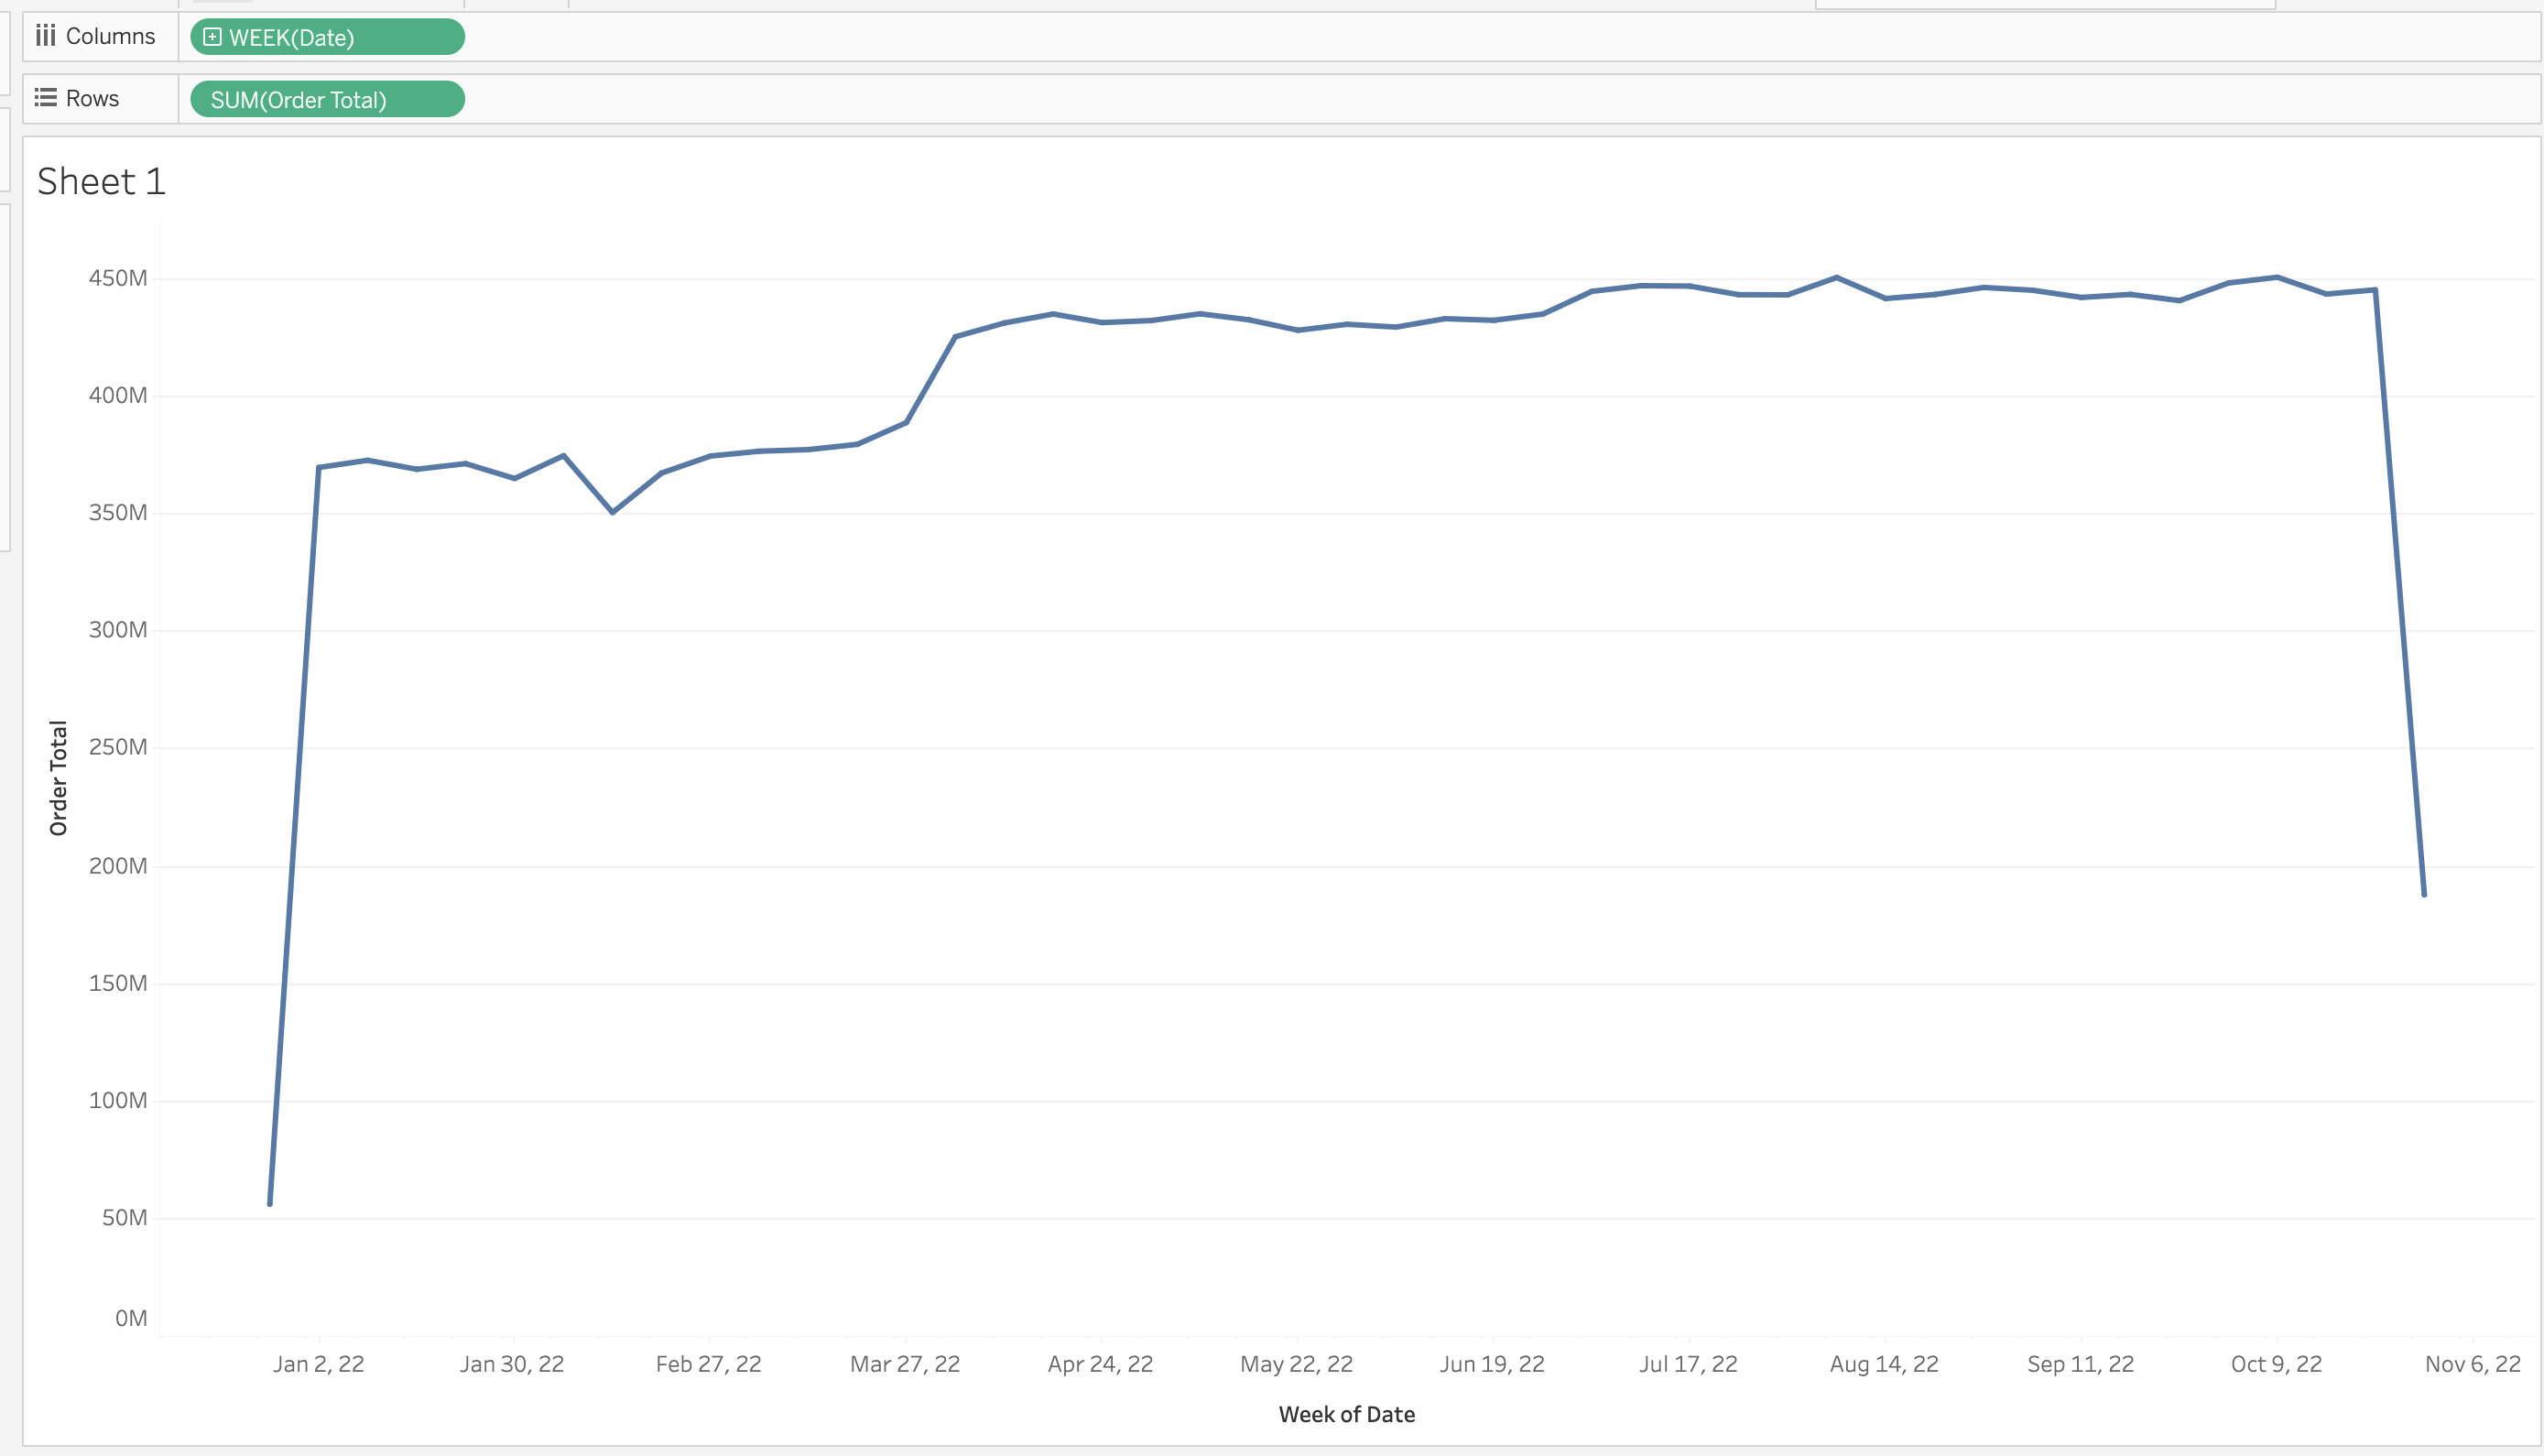 Columns WEEK(Date)
Rows SUM(Order Total)
Sheet 1
450M
400M
350M
300M
250M
200M
150M
100M
50M
0M
Order Total
Jan 2, 22 Jan 30, 22 Feb 27, 22 Mar 27, 22 Apr 24, 22 May 22, 22 Jun 19, 22 Jul 17, 22 Aug 14, 22 Sep 11, 22 Oct 9, 22 Nov 6, 22
Week of Date